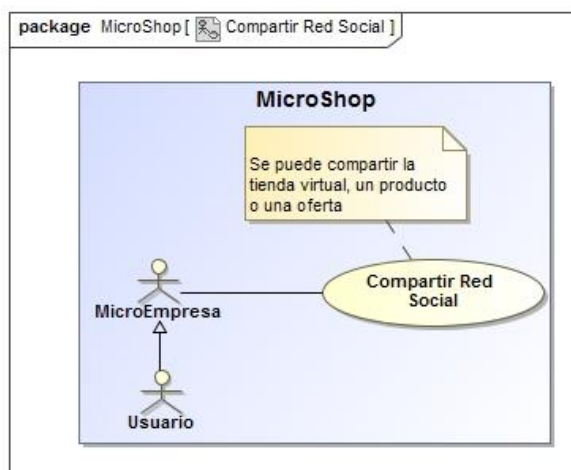 package MicroShop [ Compartir Red Social ]
MicroShop
Se puede compartir la
tienda virtual, un producto
o una oferta
Compartir Red
Social
MicroEmpresa
Usuario